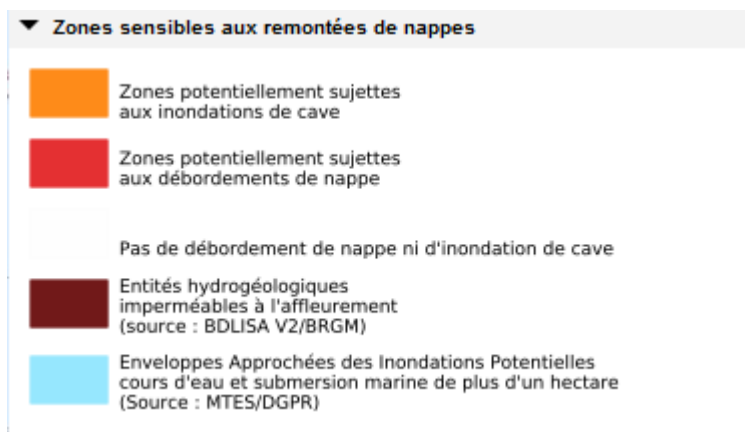 Zones sensibles aux remontées de nappes
Zones potentiellement sujettes
aux inondations de cave
Zones potentiellement sujettes
aux débordements de nappe
Pas de débordement de nappe ni d'inondation de cave
Entités hydrogéologiques
imperméables à l'affleurement
(source : BDLISA V2/BRGM)
Enveloppes Approchées des Inondations Potentielles
cours d'eau et submersion marine de plus d'un hectare
(Source : MTES/DGPR)